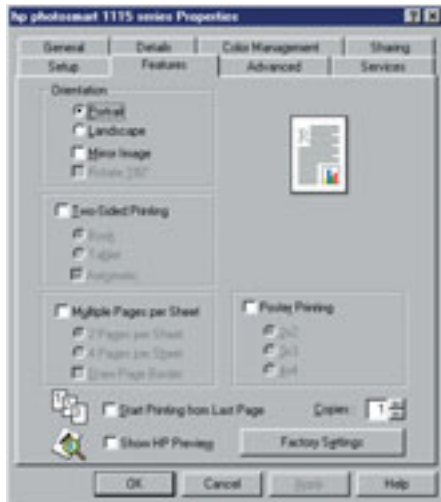 hp photosmart 1115 series Properties
General Details Color Management Sharing
Setup Features Advanced Services
Orientation
Portrait
Landscape
Mirror Image
Rotate 180°
Two-Sided Printing
Book
Tablet
Automatic
Multiple Pages per Sheet
2 Pages per Sheet
4 Pages per Sheet
Draw Page Border
Poster Printing
2x2
3x3
4x4
Start Printing from Last Page
Copies: 1
Show HP Preview
Factory Settings
OK Cancel Apply Help